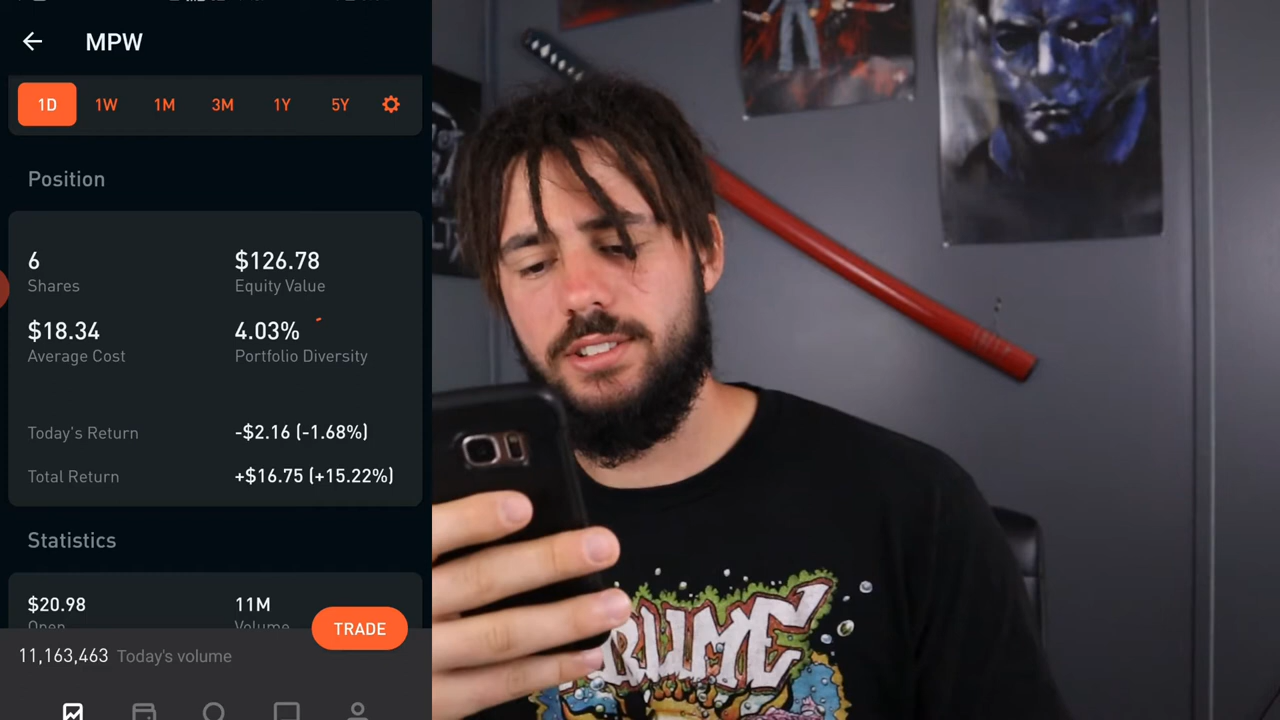 MPW
1D 1W 1M 3M 1Y 5Y
Position
6 $126.78
Shares Equity Value
$18.34 4.03%
Average Cost Portfolio Diversity
Today's Return -$2.16 (-1.68%)
Total Return +$16.75 (+15.22%)
Statistics
$20.98 11M
Open Volume
TRADE
11,163,463 Today's volume